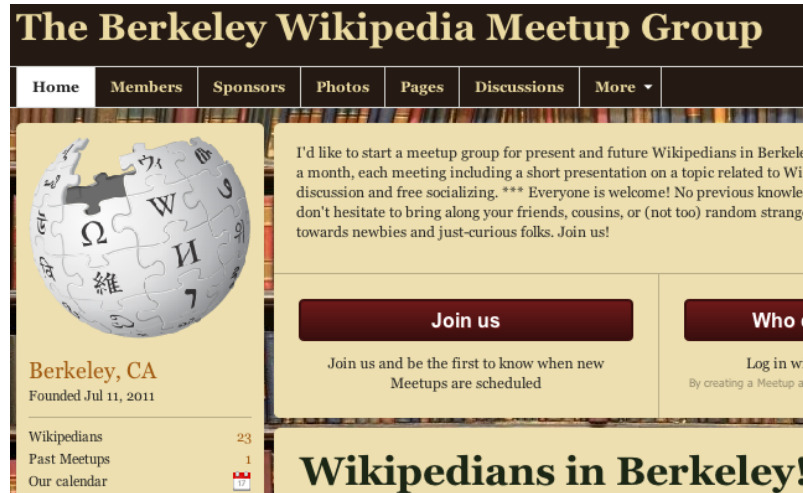 The Berkeley Wikipedia Meetup Group
Home Members Sponsors Photos Pages Discussions More
I'd like to start a meetup group for present and future Wikipedians in
a month, each meeting including a short presentation on a topic related to
discussion and free socializing. *** Everyone is welcome! No previous
don't hesitate to bring along your friends, cousins, or (not too) random
towards newbies and just-curious folks. Join us!
ウィ
W
Ω
И
維
7
Join us
Who
Join us and be the first to know when new
Meetups are scheduled
Log in
By creating a Meetup
Berkeley, CA
Founded Jul 11, 2011
Wikipedians 23
Past Meetups 1
Our calendar 17
Wikipedians in Berkeley!